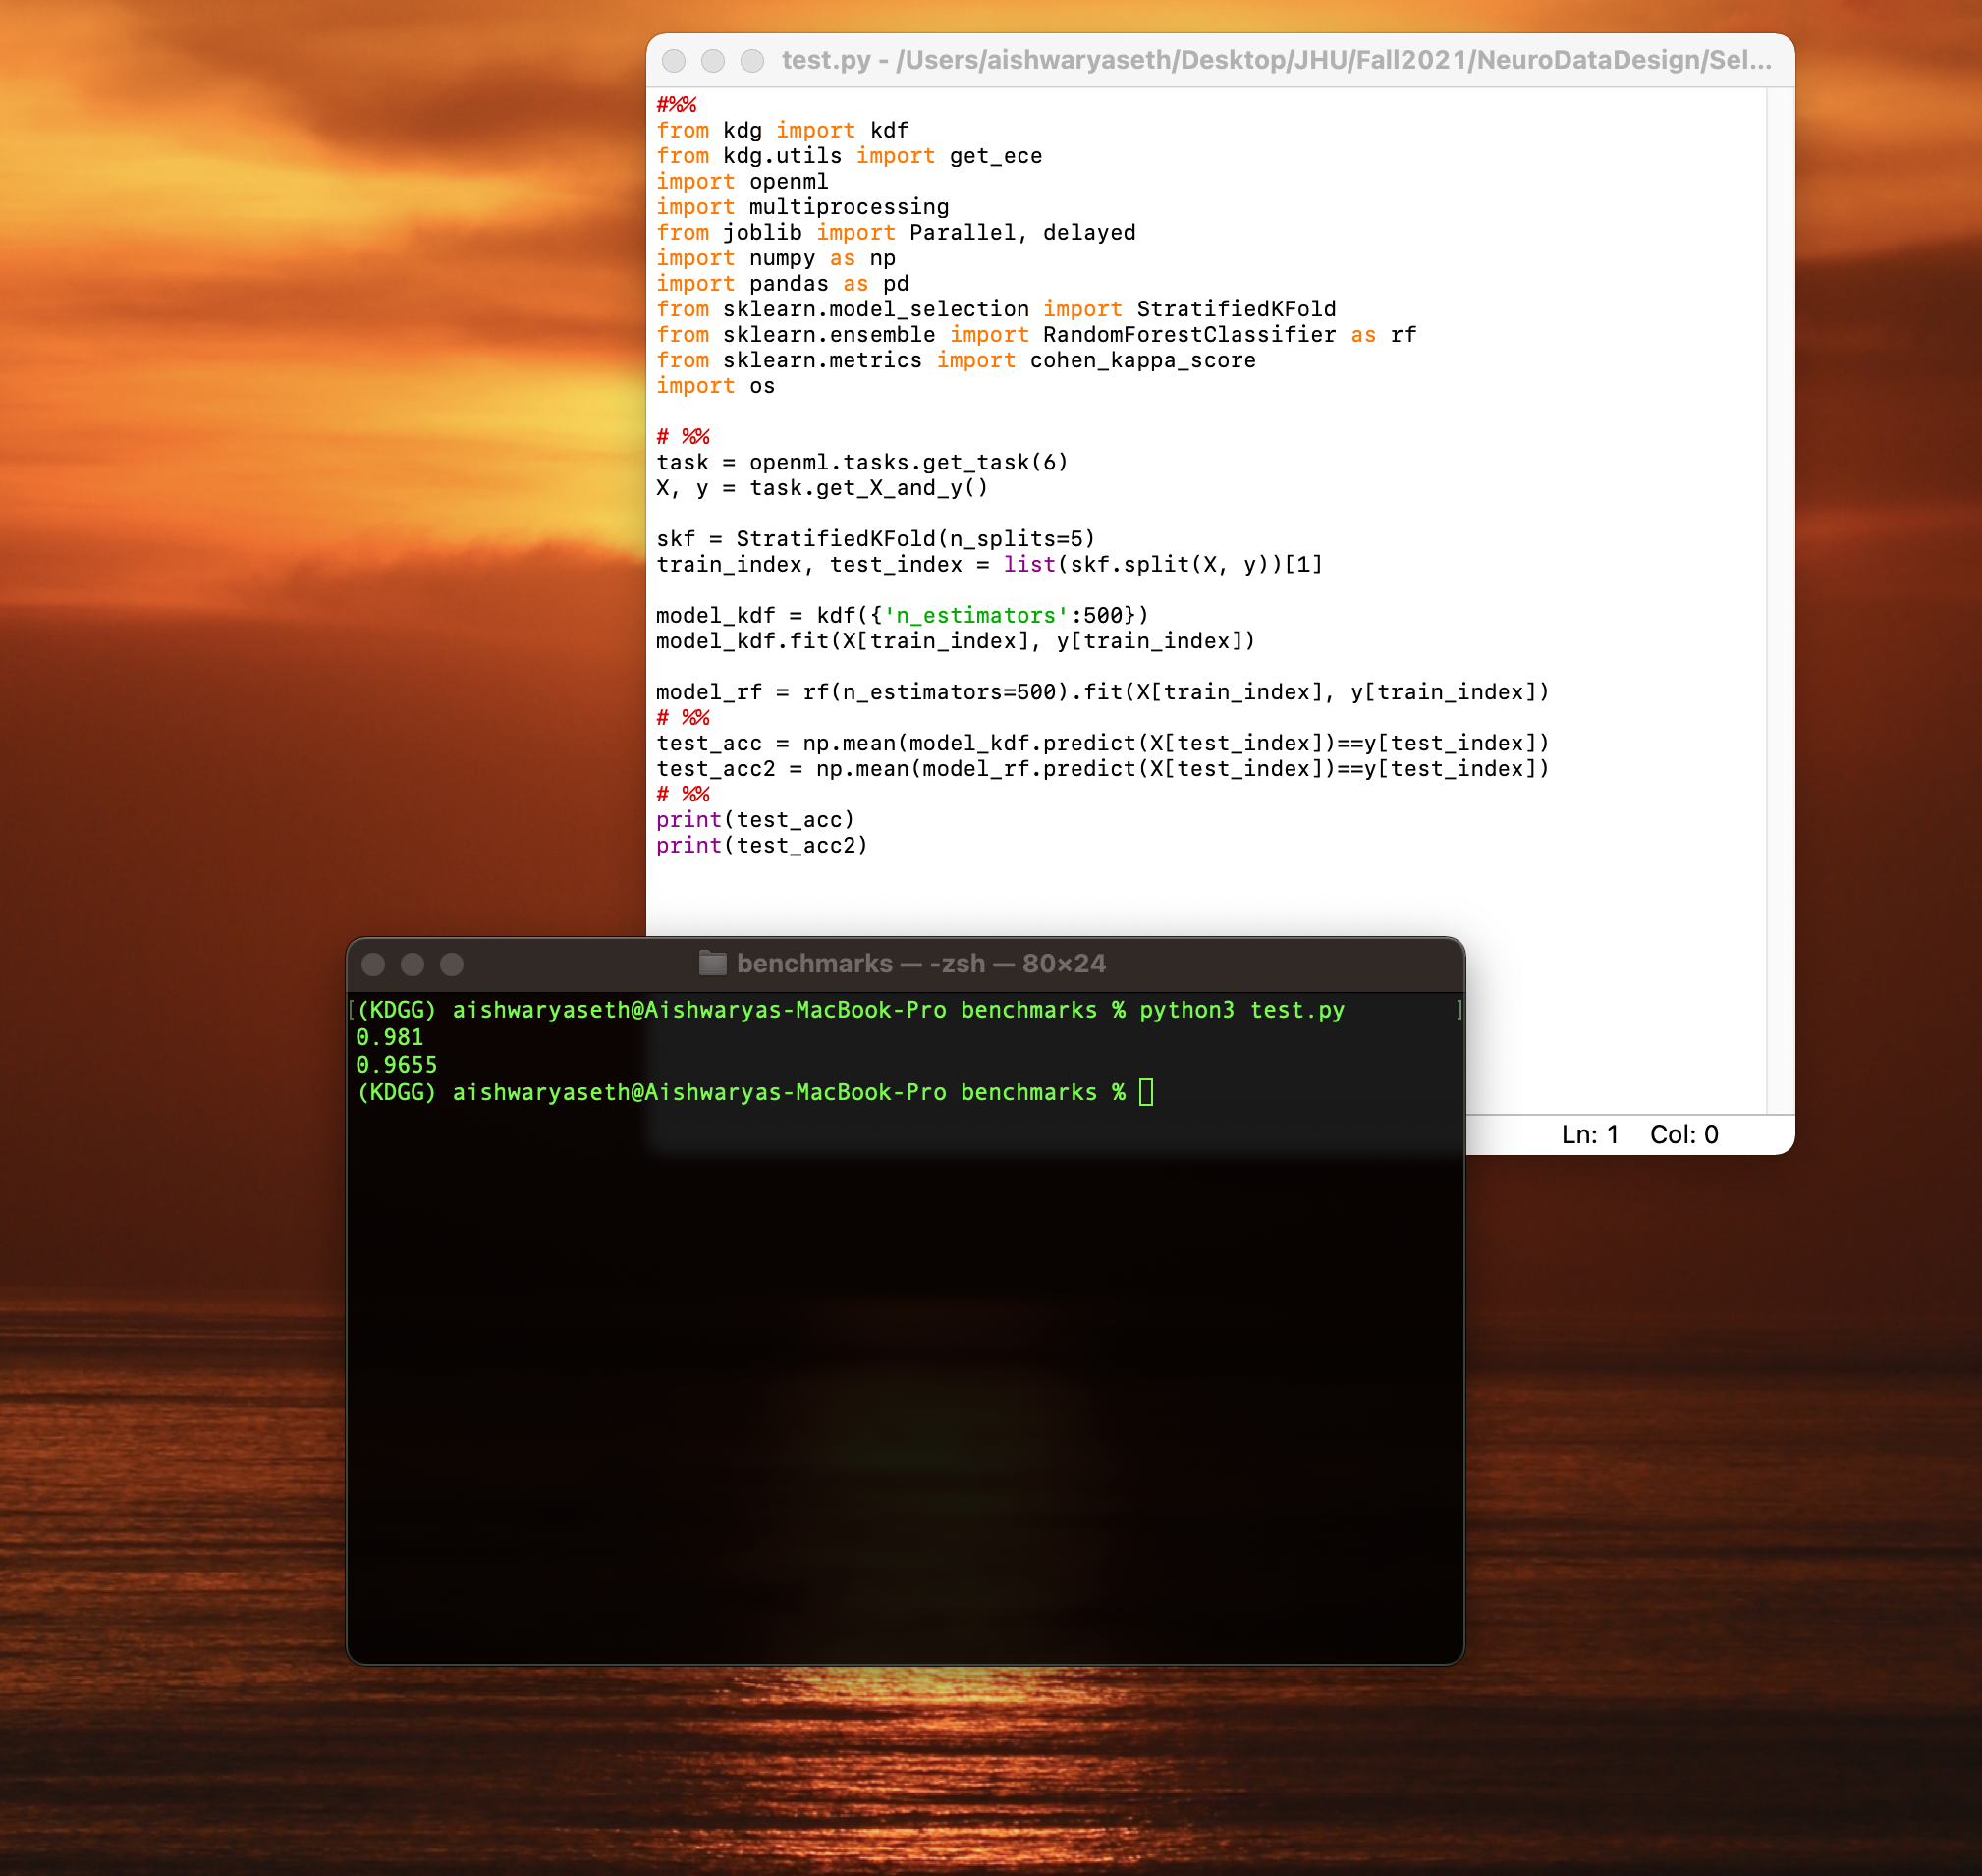 test.py - /Users/aishwaryaseth/Desktop/JHU/Fall2021/NeuroDataDesign/Sel...
#%%
from kdg import kdf
from kdg.utils import get_ece
import openml
import multiprocessing
from joblib import Parallel, delayed
import numpy as np
import pandas as pd
from sklearn.model_selection import StratifiedKFold
from sklearn.ensemble import RandomForestClassifier as rf
from sklearn.metrics import cohen_kappa_score
import os
# %%
task = openml.tasks.get_task(6)
X, y = task.get_X_and_y()
skf = StratifiedKFold(n_splits=5)
train_index, test_index = list(skf.split(X, y))[1]
model_kdf = kdf({'n_estimators':500})
model_kdf.fit(X[train_index], y[train_index])
model_rf = rf(n_estimators=500).fit(X[train_index], y[train_index])
# %%
test_acc = np.mean(model_kdf.predict(X[test_index])==y[test_index])
test_acc2 = np.mean(model_rf.predict(X[test_index])==y[test_index])
# %%
print(test_acc)
print(test_acc2)
Ln: 1 Col: 0
benchmarks — -zsh — 80×24
[(KDGG) aishwaryaseth@Aishwaryas-MacBook-Pro benchmarks % python3 test.py ]
0.981
0.9655
(KDGG) aishwaryaseth@Aishwaryas-MacBook-Pro benchmarks %